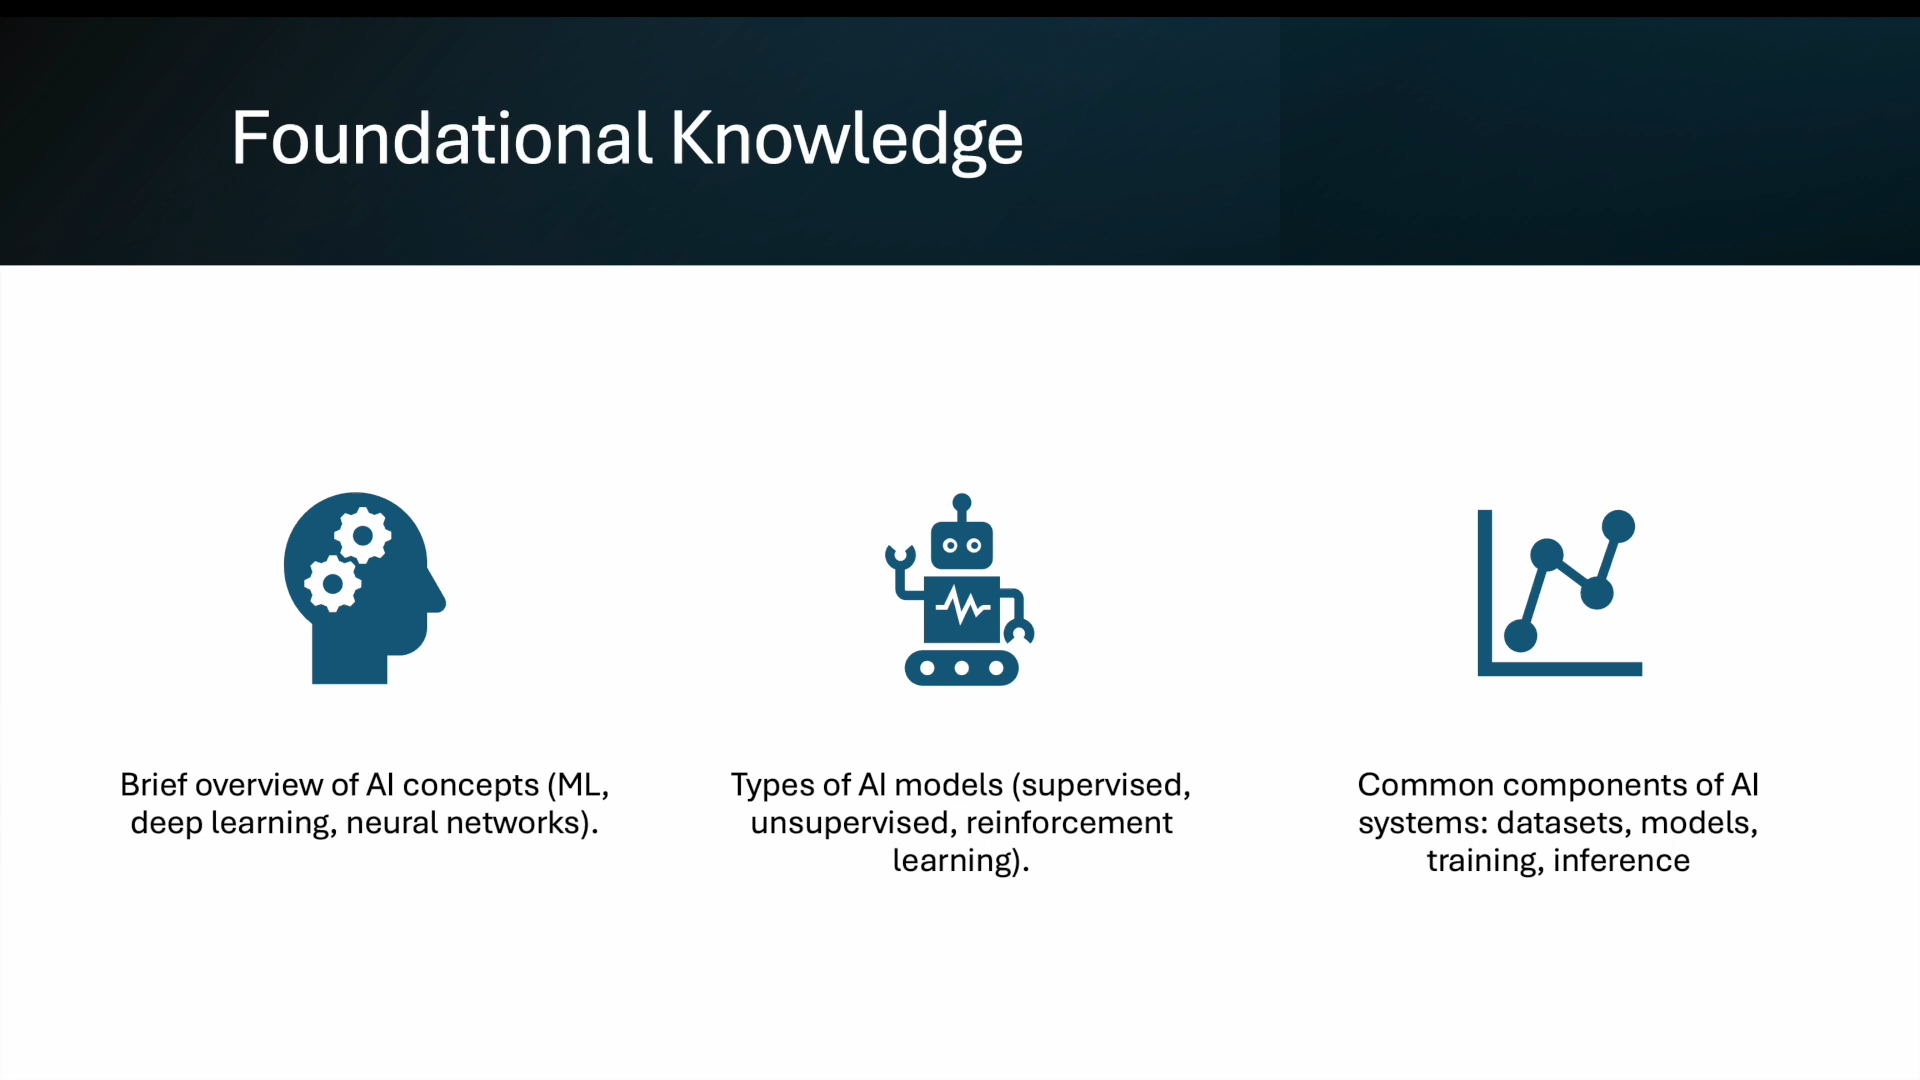 Foundational Knowledge
Brief overview of AI concepts (ML,
deep learning, neural networks).
Types of AI models (supervised,
unsupervised, reinforcement
learning).
Common components of AI
systems: datasets, models,
training, inference